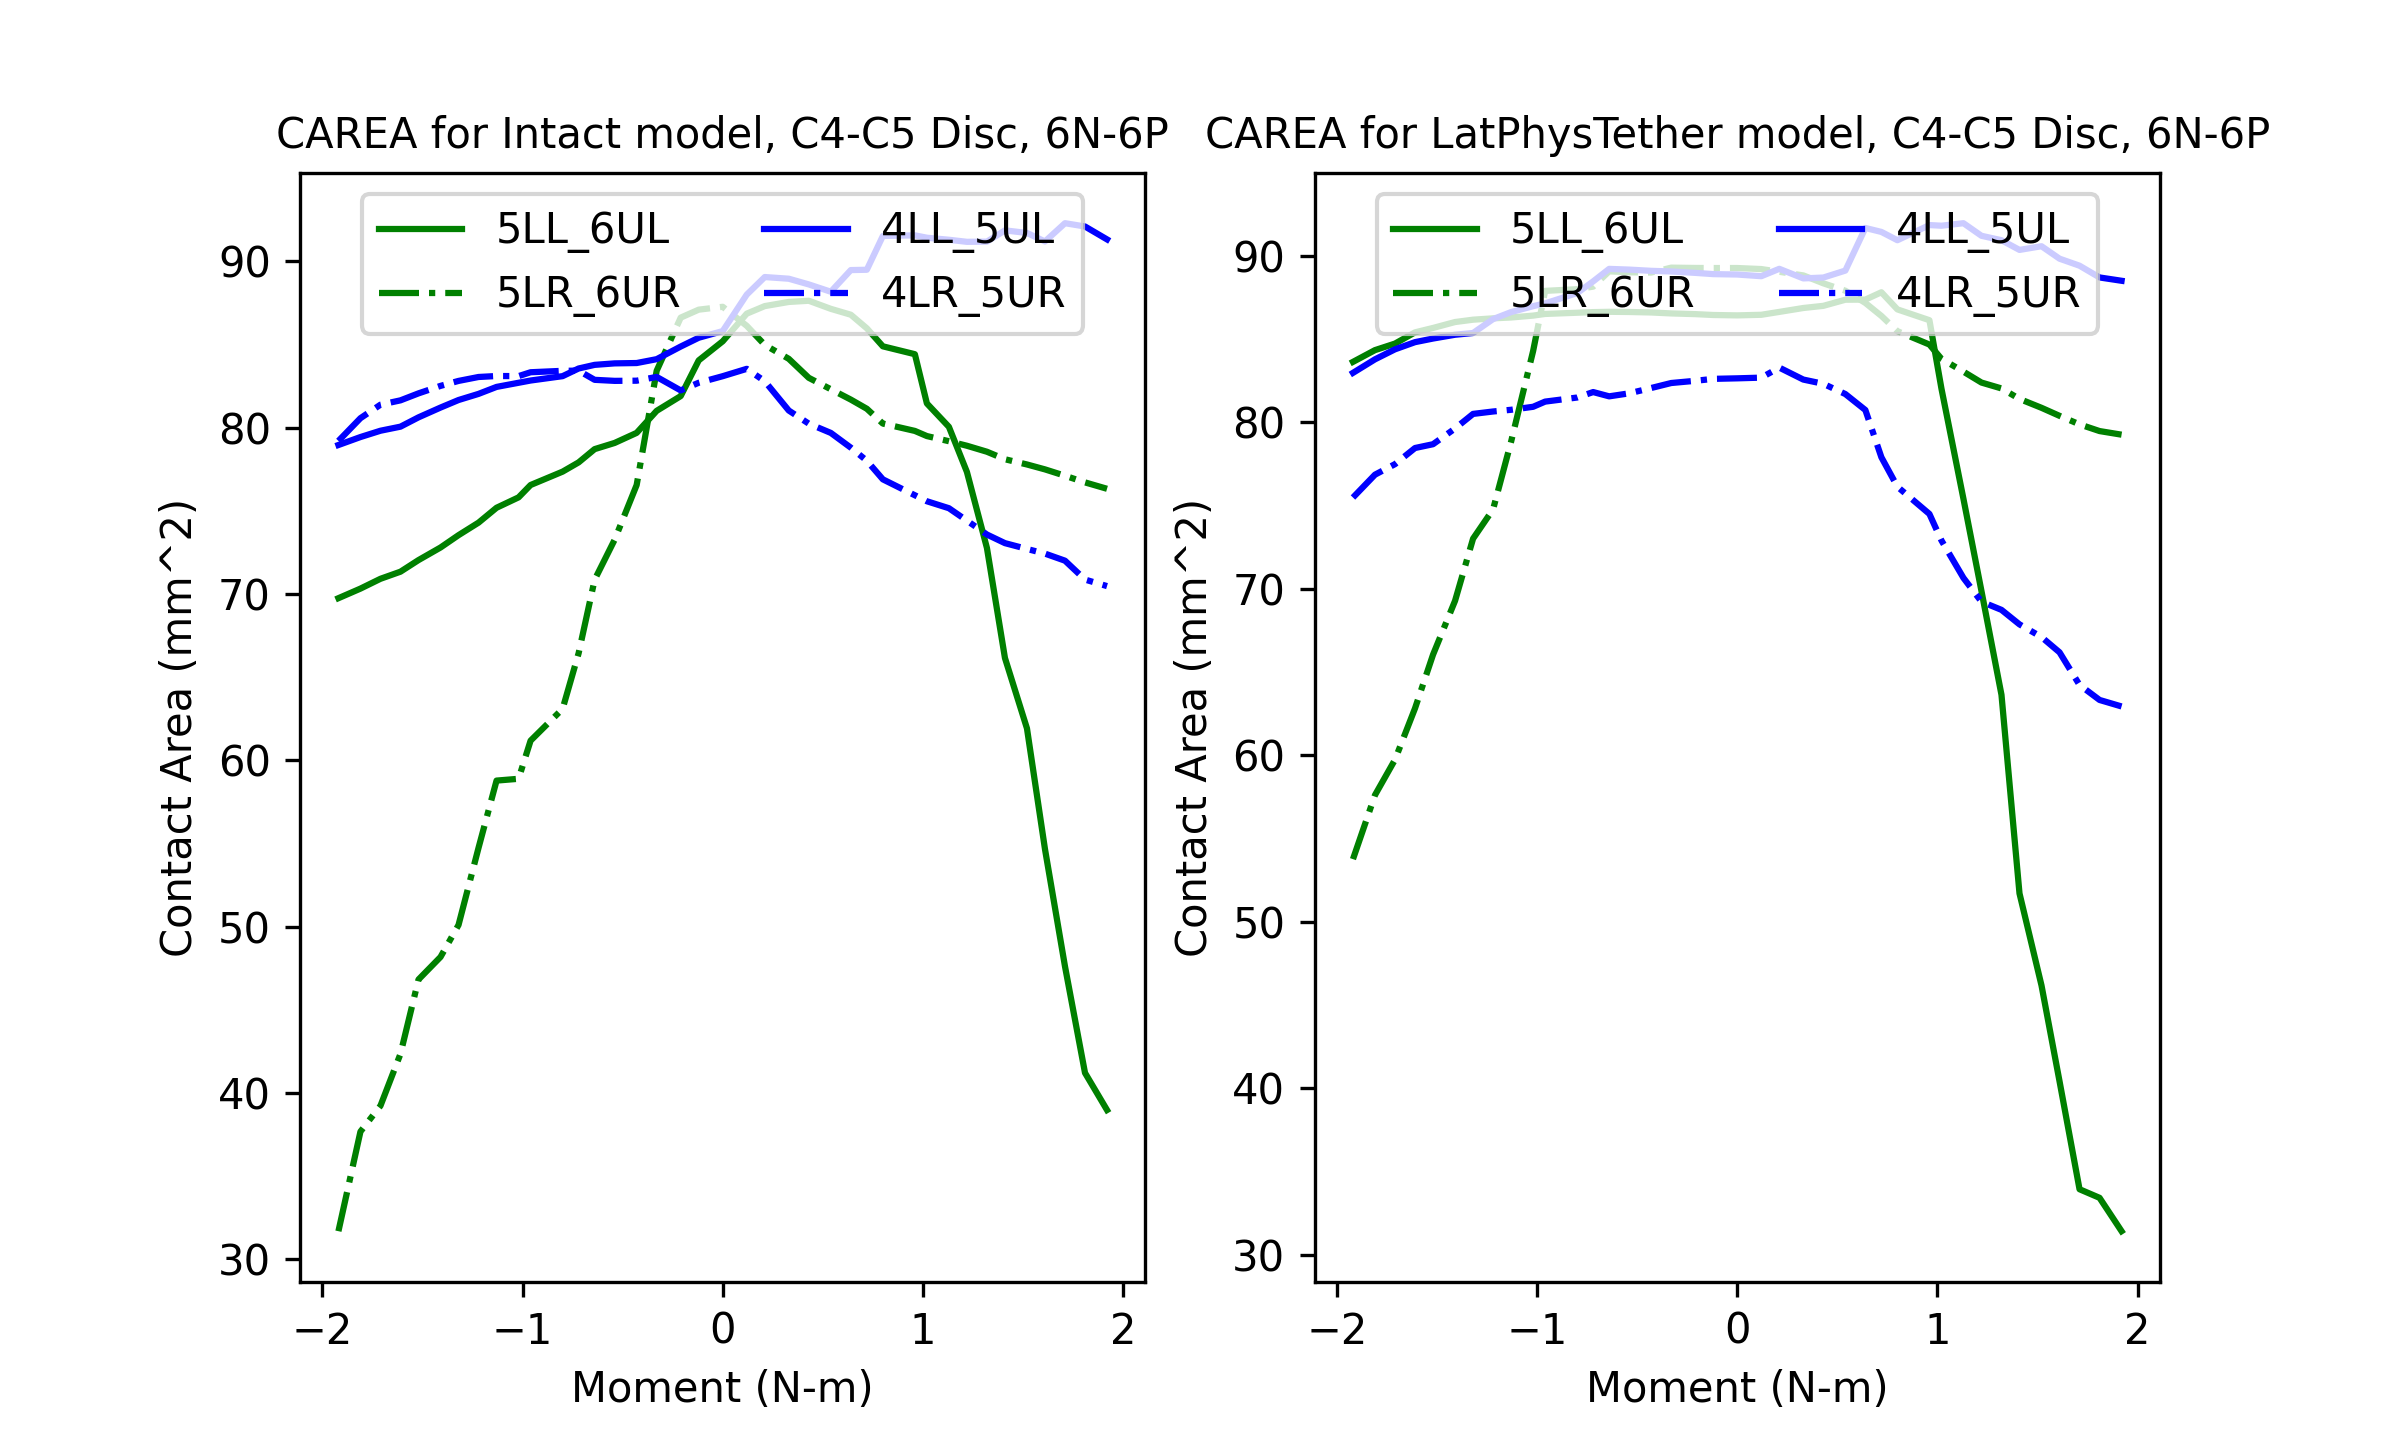 CAREA for Intact model, C4-C5 Disc, 6N-6P
5LL_6UL
5LR_6UR
4LL_5UL
4LR_5UR
90
80
70
60
50
40
30
Contact Area (mm^2)
−2 −1 0 1 2
Moment (N-m)
CAREA for LatPhysTether model, C4-C5 Disc, 6N-6P
5LL_6UL
5LR_6UR
4LL_5UL
4LR_5UR
90
80
70
60
50
40
30
Contact Area (mm^2)
−2 −1 0 1 2
Moment (N-m)